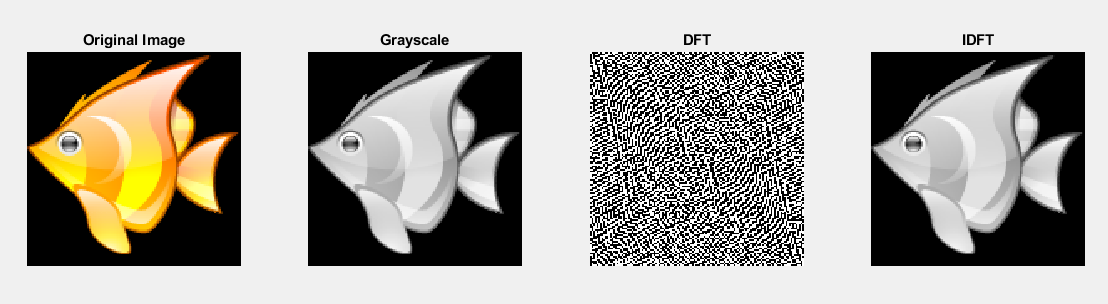 Original Image
Grayscale
DFT
IDFT